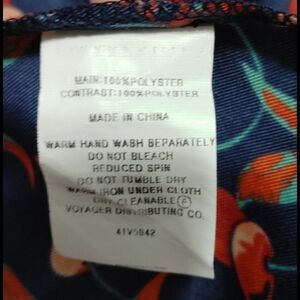 MAIN:100%POLYSTER
CONTRAST:100%POLYSTER
MADE IN CHINA
WARM HAND WASH SEPARATELY
DO NOT BLEACH
REDUCED SPIN
DO NOT TUMBLE DRY
WARM IRON UNDER CLOTH
DRY CLEANABLE Ⓟ
VOYAGER DISTRIBUTING CO.
41V5042